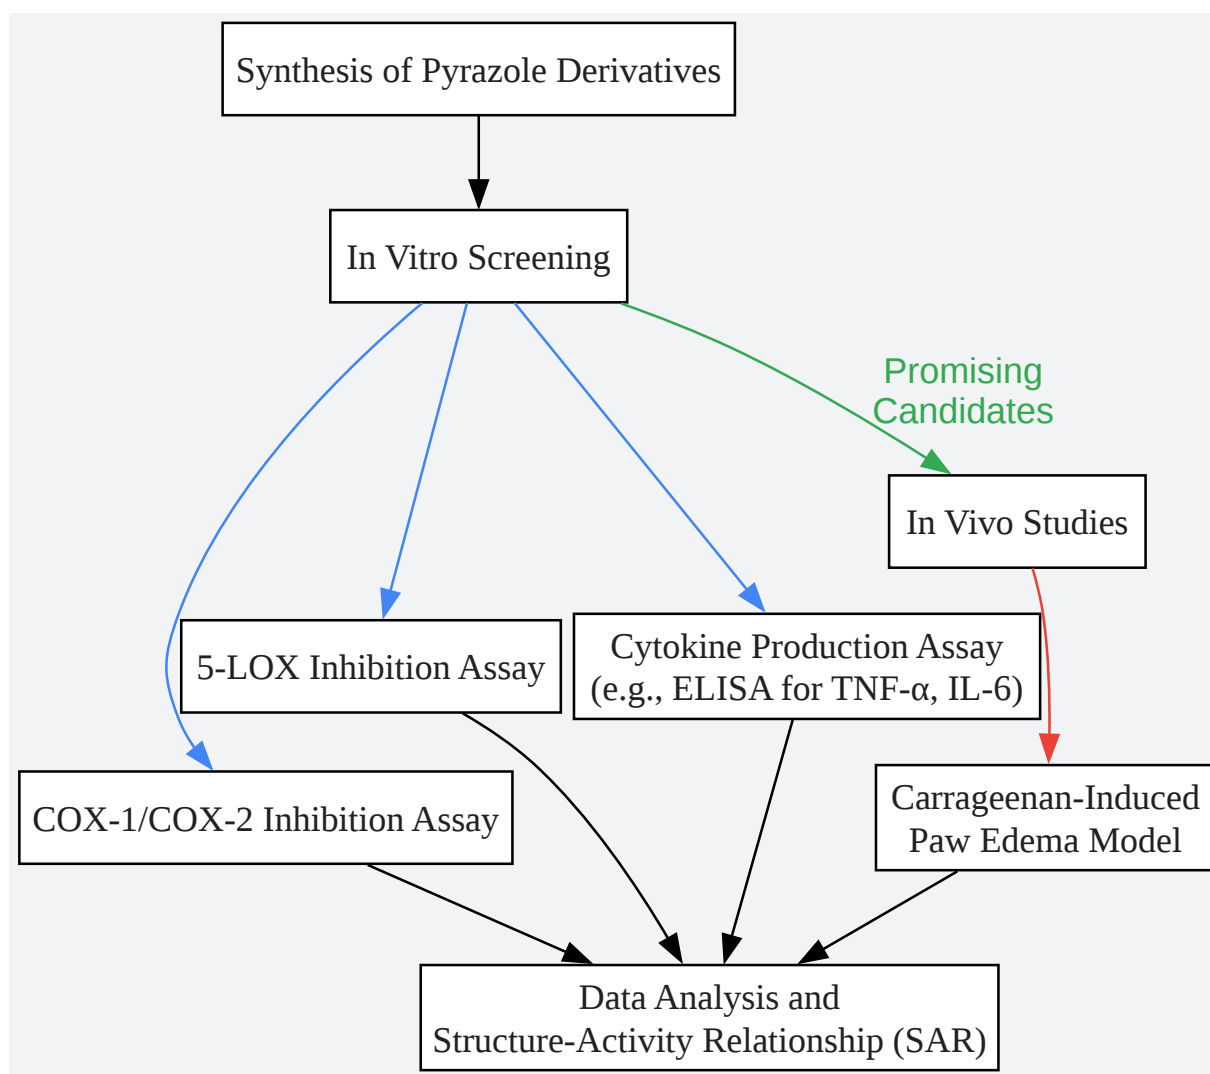 Synthesis of Pyrazole Derivatives
In Vitro Screening
Promising
Candidates
In Vivo Studies
5-LOX Inhibition Assay
Cytokine Production Assay
(e.g., ELISA for TNF-α, IL-6)
COX-1/COX-2 Inhibition Assay
Carrageenan-Induced
Paw Edema Model
Data Analysis and
Structure-Activity Relationship (SAR)